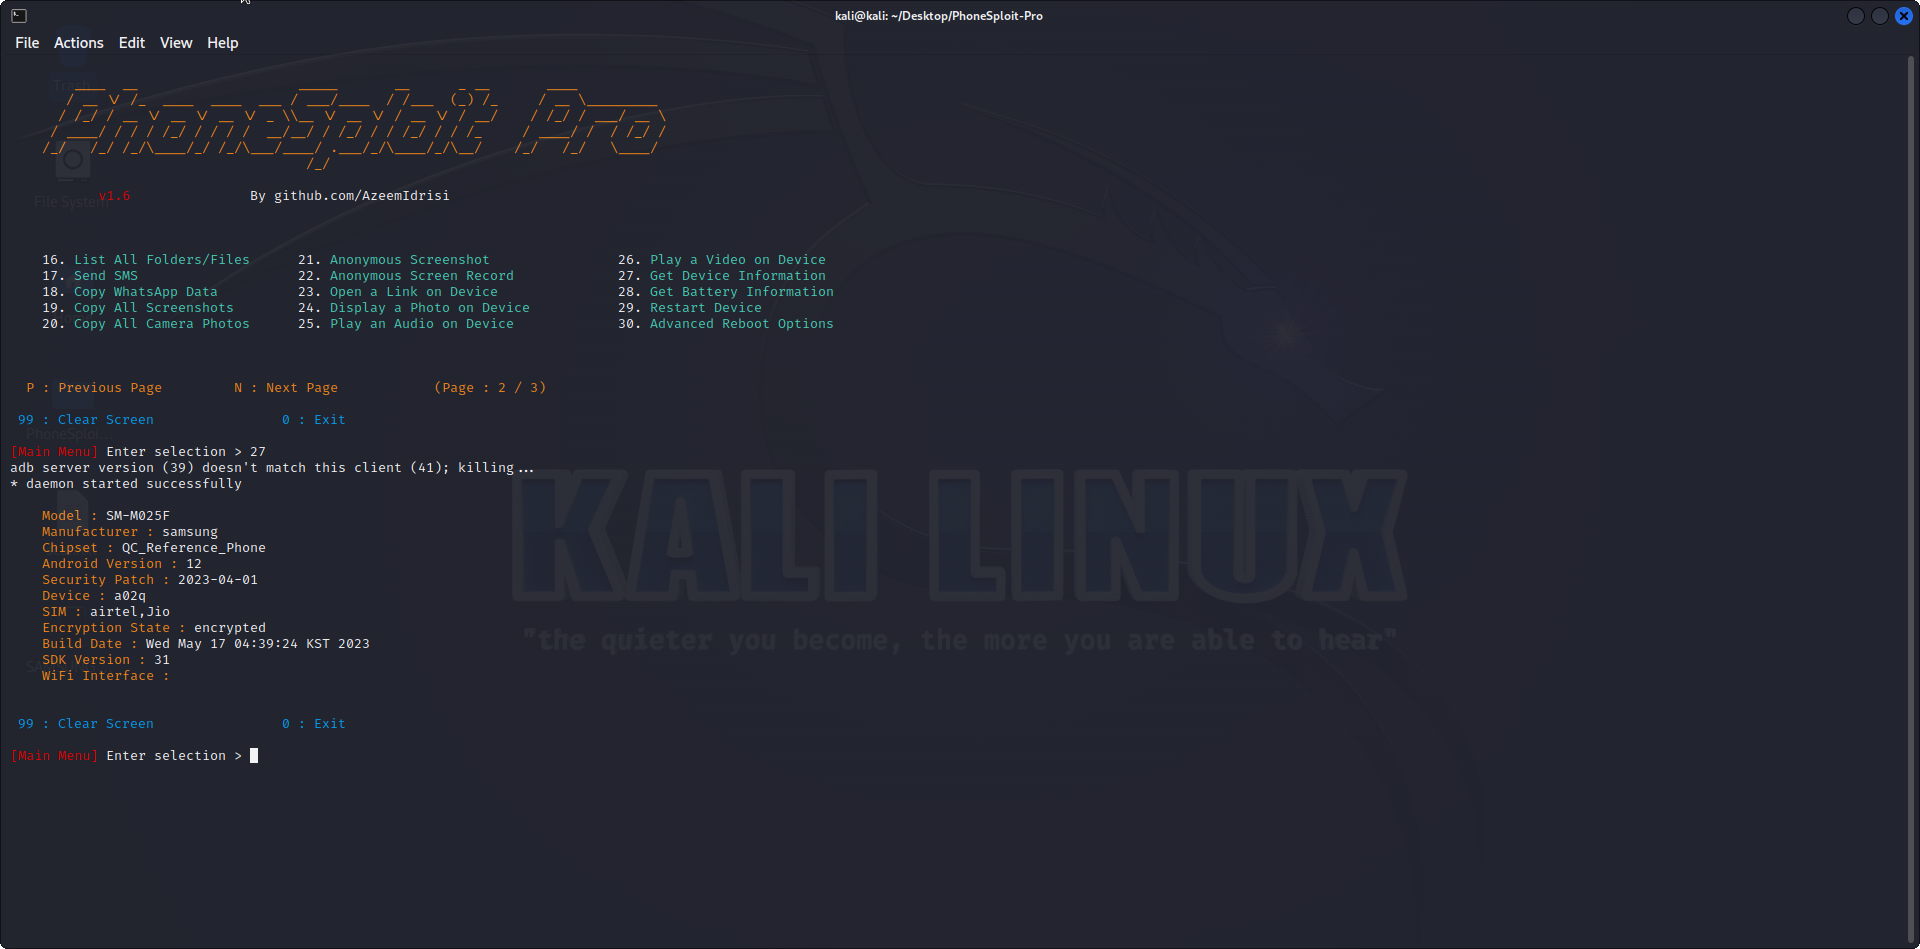 kali@kali: ~/Desktop/PhoneSploit-Pro
File Actions Edit View Help
Trash
PhoneSploit Pro
File System
v1.6 By github.com/AzeemIdrisi
16. List All Folders/Files 21. Anonymous Screenshot 26. Play a Video on Device
17. Send SMS 22. Anonymous Screen Record 27. Get Device Information
18. Copy WhatsApp Data 23. Open a Link on Device 28. Get Battery Information
19. Copy All Screenshots 24. Display a Photo on Device 29. Restart Device
20. Copy All Camera Photos 25. Play an Audio on Device 30. Advanced Reboot Options
P : Previous Page N : Next Page (Page : 2 / 3)
99 : Clear Screen 0 : Exit
PhoneSploi...
[Main Menu] Enter selection > 27
adb server version (39) doesn't match this client (41); killing...
* daemon started successfully
Model : SM-M025F
Manufacturer : samsung
Chipset : QC_Reference_Phone
Android Version : 12
Security Patch : 2023-04-01
Device : a02q
SIM : airtel,Jio
Encryption State : encrypted
Build Date : Wed May 17 04:39:24 KST 2023
SDK Version : 31
WiFi Interface :
KALI LINUX
"the quieter you become, the more you are able to hear"
99 : Clear Screen 0 : Exit
[Main Menu] Enter selection >